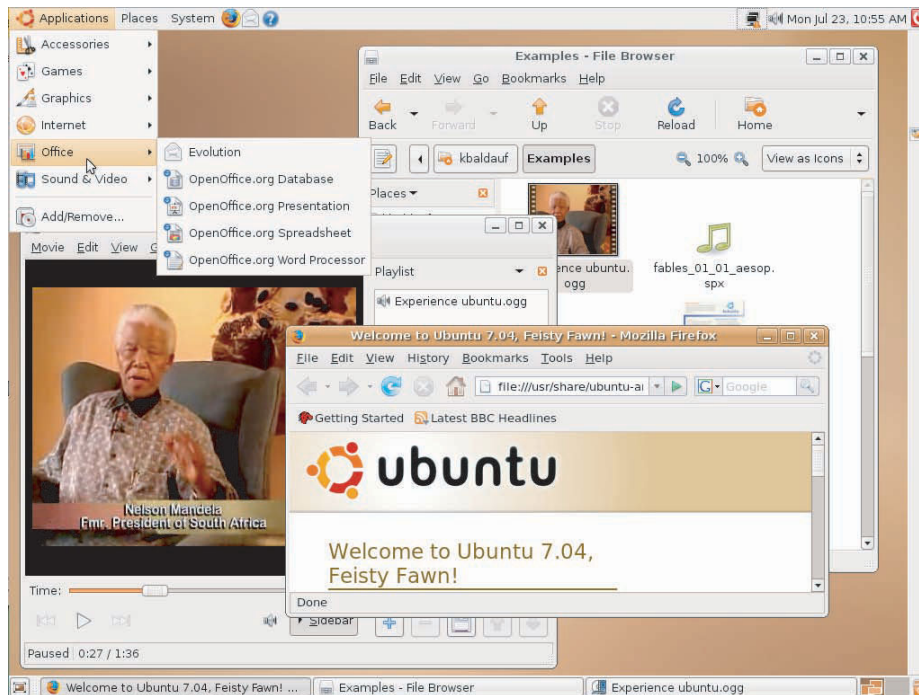 Applications Places System
Mon Jul 23, 10:55 AM
Accessories
Games
Graphics
Internet
Office
Sound & Video
Add/Remove...
Evolution
OpenOffice.org Database
OpenOffice.org Presentation
OpenOffice.org Spreadsheet
OpenOffice.org Word Processor
Examples - File Browser
File Edit View Go Bookmarks Help
Back Forward Up Stop Reload Home
kbaldauf Examples 100% View as Icons
Places
ence ubuntu.
ogg
fables_01_01_aesop.
spx
Movie Edit View G
Playlist
Experience ubuntu.ogg
Nelson Mandela
Fmr. President of South Africa
Time:
Sidebar
Paused 0:27 / 1:36
Welcome to Ubuntu 7.04, Feisty Fawn! - Mozilla Firefox
File Edit View History Bookmarks Tools Help
file:///usr/share/ubuntu-ar G Google
Getting Started Latest BBC Headlines
ubuntu
Welcome to Ubuntu 7.04,
Feisty Fawn!
Done
Welcome to Ubuntu 7.04, Feisty Fawn! ... Examples - File Browser Experience ubuntu.ogg